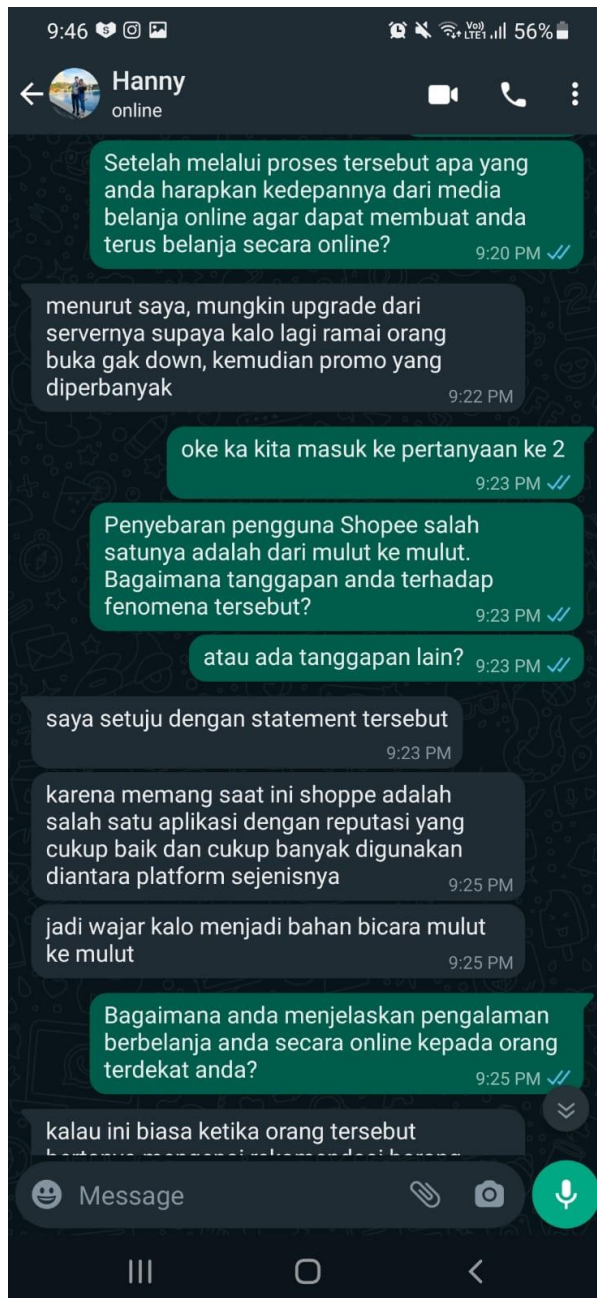 9:46
Vo))
LTE1
56%
Hanny
online
Setelah melalui proses tersebut apa yang
anda harapkan kedepannya dari media
belanja online agar dapat membuat anda
terus belanja secara online?
9:20 PM
menurut saya, mungkin upgrade dari
servernya supaya kalo lagi ramai orang
buka gak down, kemudian promo yang
diperbanyak
9:22 PM
oke ka kita masuk ke pertanyaan ke 2
9:23 PM
Penyebaran pengguna Shopee salah
satunya adalah dari mulut ke mulut.
Bagaimana tanggapan anda terhadap
fenomena tersebut?
9:23 PM
atau ada tanggapan lain?
9:23 PM
saya setuju dengan statement tersebut
9:23 PM
karena memang saat ini shoppe adalah
salah satu aplikasi dengan reputasi yang
cukup baik dan cukup banyak digunakan
diantara platform sejenisnya
9:25 PM
jadi wajar kalo menjadi bahan bicara mulut
ke mulut
9:25 PM
Bagaimana anda menjelaskan pengalaman
berbelanja anda secara online kepada orang
terdekat anda?
9:25 PM
kalau ini biasa ketika orang tersebut
bertanya mengenai rekomendasi barang
Message